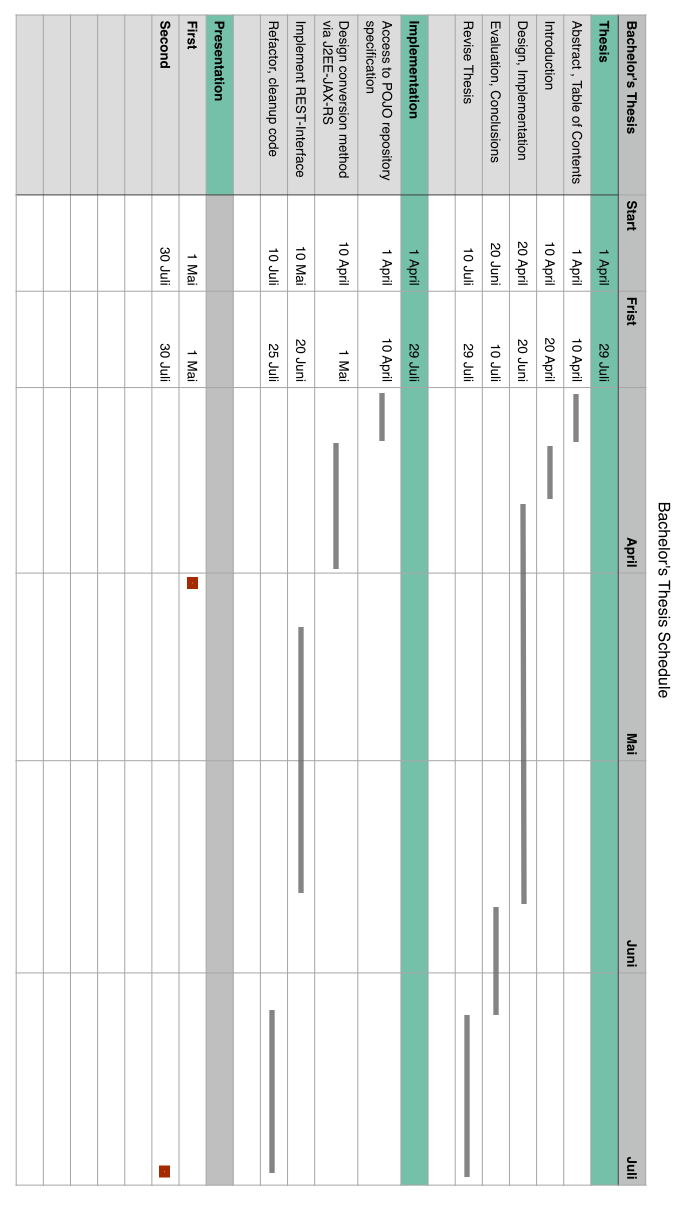 Bachelor's Thesis Schedule
Bachelor's Thesis Start Frist April Mai Juni Juli
Thesis 1 April 29 Juli
Abstract , Table of Contents 1 April 10 April
Introduction 10 April 20 April
Design, Implementation 20 April 20 Juni
Evaluation, Conclusions 20 Juni 10 Juli
Revise Thesis 10 Juli 29 Juli
Implementation 1 April 29 Juli
Access to POJO repository
specification 1 April 10 April
Design conversion method
via J2EE-JAX-RS 10 April 1 Mai
Implement REST-Interface 10 Mai 20 Juni
Refactor, cleanup code 10 Juli 25 Juli
Presentation
First 1 Mai 1 Mai
Second 30 Juli 30 Juli